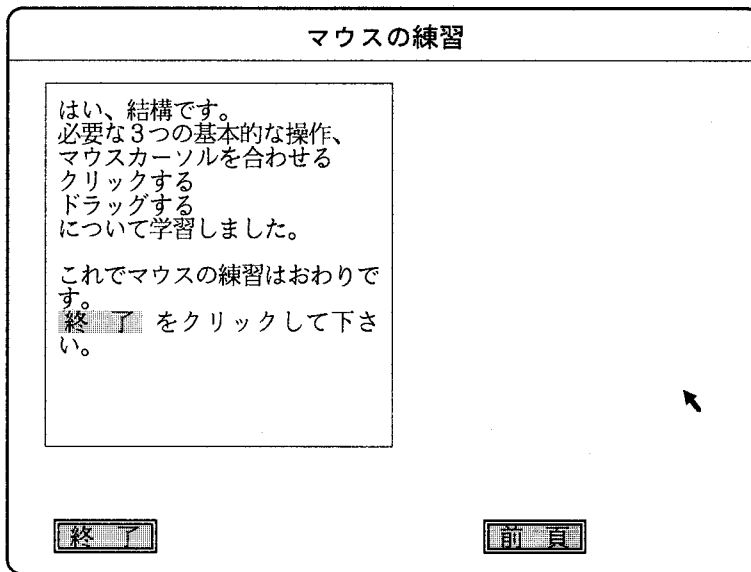 マウスの練習
はい、結構です。
必要な３つの基本的な操作、
マウスカーソルを合わせる
クリックする
ドラッグする
について学習しました。
これでマウスの練習はおわりで
す。
終　了 をクリックして下さ
い。
終　了
前　頁